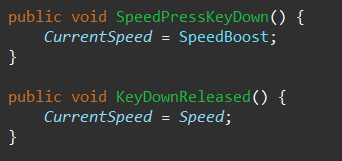 public void SpeedPressKeyDown() {
    CurrentSpeed = SpeedBoost;
}
public void KeyDownReleased() {
    CurrentSpeed = Speed;
}